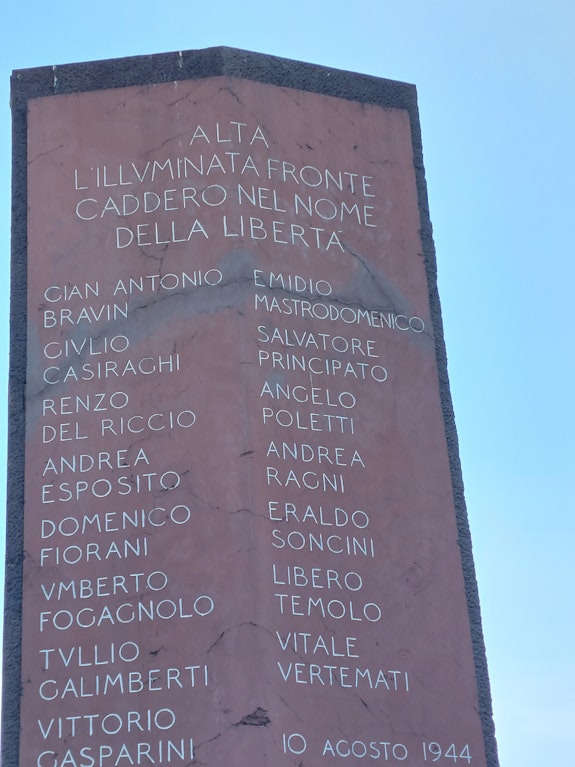 ALTA
L'ILLVMINATA FRONTE
CADDERO NEL NOME
DELLA LIBERTÀ
GIAN ANTONIO
BRAVIN
GIVLIO
CASIRAGHI
RENZO
DEL RICCIO
ANDREA
ESPOSITO
DOMENICO
FIORANI
VMBERTO
FOGAGNOLO
TVLLIO
GALIMBERTI
VITTORIO
GASPARINI
EMIDIO
MASTRODOMENICO
SALVATORE
PRINCIPATO
ANGELO
POLETTI
ANDREA
RAGNI
ERALDO
SONCINI
LIBERO
TEMOLO
VITALE
VERTEMATI
10 AGOSTO 1944